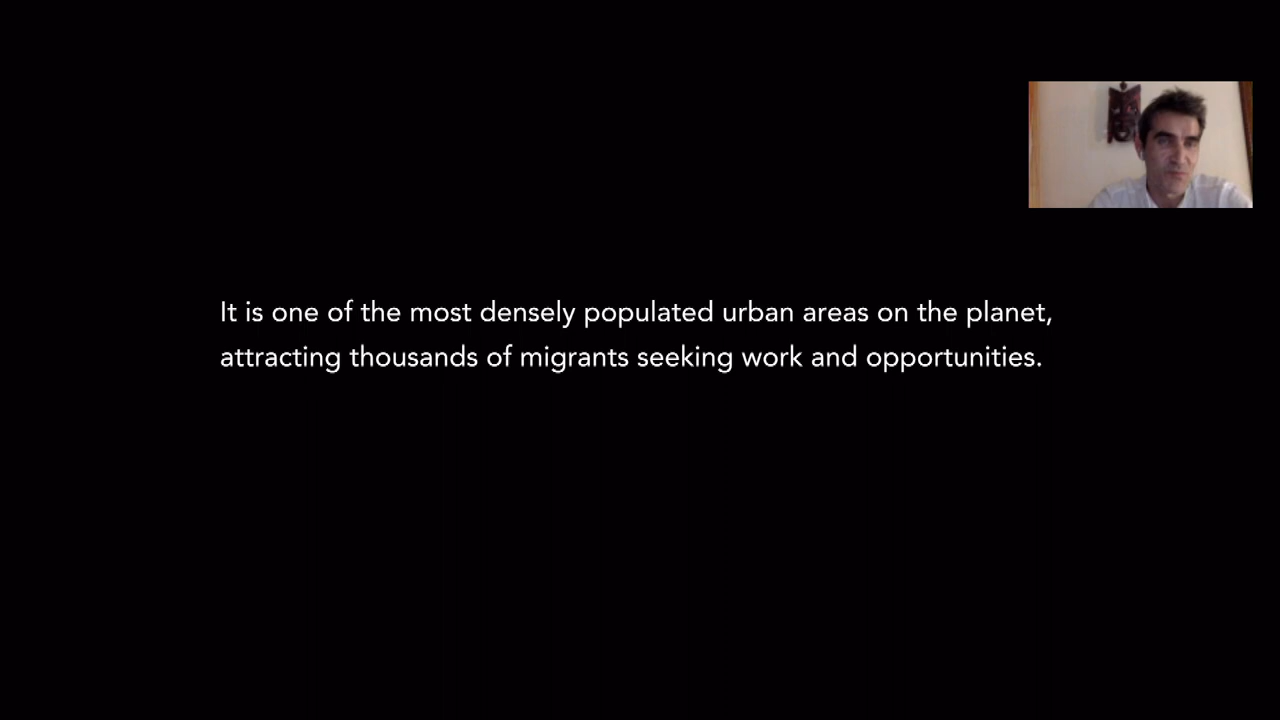 It is one of the most densely populated urban areas on the planet,
attracting thousands of migrants seeking work and opportunities.